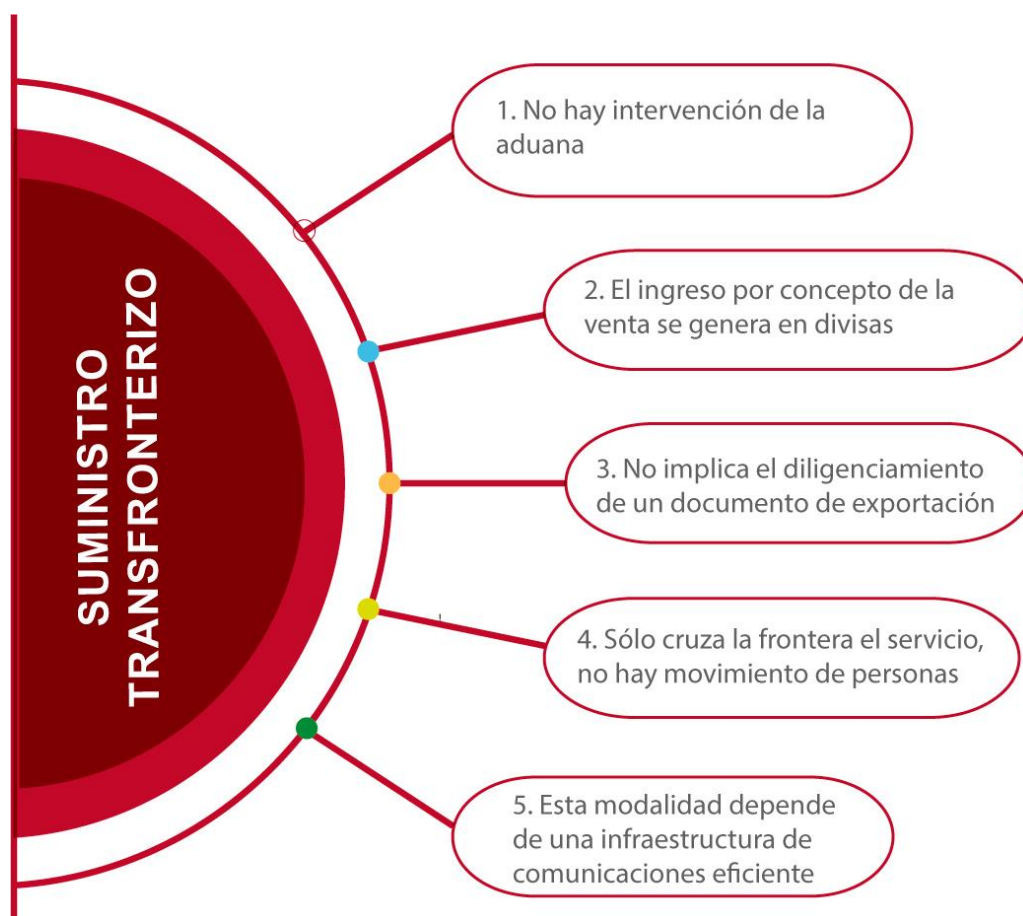 SUMINISTRO
TRANSFRONTERIZO
1. No hay intervención de la
aduana
2. El ingreso por concepto de la
venta se genera en divisas
3. No implica el diligenciamiento
de un documento de exportación
4. Sólo cruza la frontera el servicio,
no hay movimiento de personas
5. Esta modalidad depende
de una infraestructura de
comunicaciones eficiente